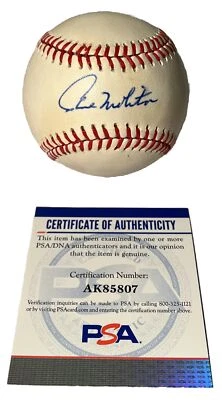 Paul Molitor
CERTIFICATE OF AUTHENTICITY
This item has been examined by one or more
PSA/DNA authenticators and it is our opinion
that the item is genuine.
Certification Number:
AK85807
Verification inquiries can be made to PSA by calling 800-325-1121
or by visiting PSAcard.com and entering the certification number above.
PSA